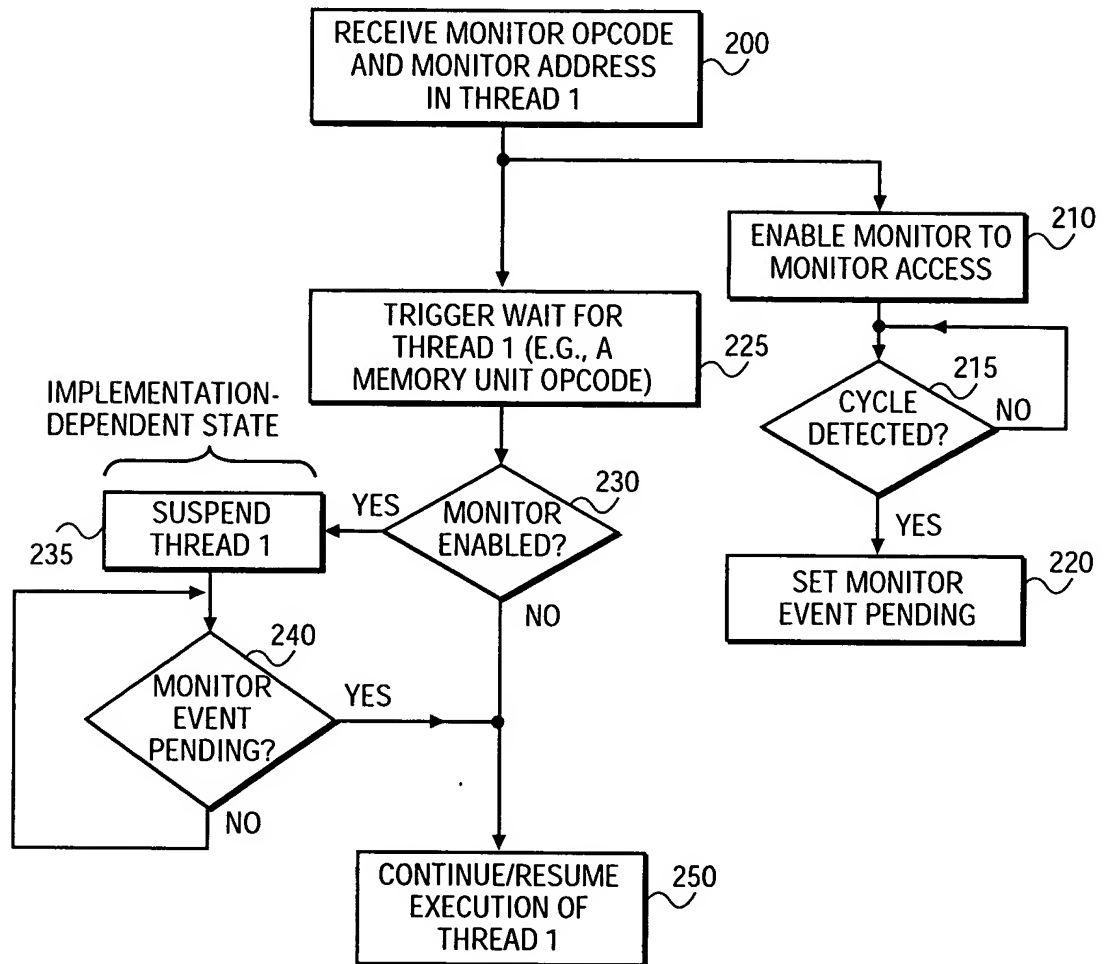 RECEIVE MONITOR OPCODE
AND MONITOR ADDRESS
IN THREAD 1
200
ENABLE MONITOR TO
MONITOR ACCESS
210
TRIGGER WAIT FOR
THREAD 1 (E.G., A
MEMORY UNIT OPCODE)
225
CYCLE
DETECTED?
215
NO
YES
IMPLEMENTATION-
DEPENDENT STATE
SUSPEND
THREAD 1
235
YES
MONITOR
ENABLED?
230
NO
SET MONITOR
EVENT PENDING
220
MONITOR
EVENT
PENDING?
240
YES
NO
CONTINUE/RESUME
EXECUTION OF
THREAD 1
250